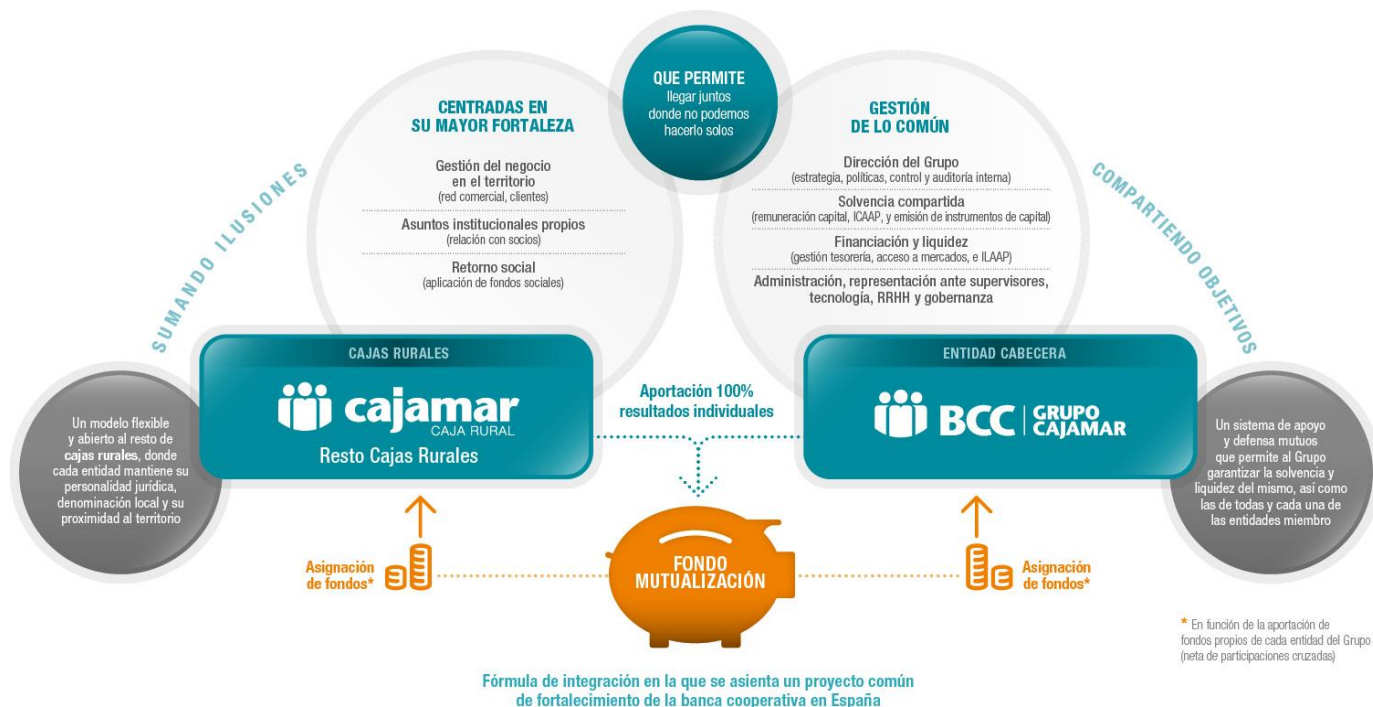 QUE PERMITE
llegar juntos
donde no podemos
hacerlo solos
CENTRADAS EN
SU MAYOR FORTALEZA
Gestión del negocio
en el territorio
(red comercial, clientes)
Asuntos institucionales propios
(relación con socios)
Retorno social
(aplicación de fondos sociales)
GESTIÓN
DE LO COMÚN
Dirección del Grupo
(estrategia, políticas, control y auditoría interna)
Solvencia compartida
(remuneración capital, ICAAP, y emisión de instrumentos de capital)
Financiación y liquidez
(gestión tesorería, acceso a mercados, e ILAAP)
Administración, representación ante supervisores,
tecnología, RRHH y gobernanza
SUMANDO ILUSIONES
COMPARTIENDO OBJETIVOS
CAJAS RURALES
cajamar
CAJA RURAL
Resto Cajas Rurales
Aportación 100%
resultados individuales
ENTIDAD CABECERA
BCC | GRUPO
CAJAMAR
Un modelo flexible
y abierto al resto de
cajas rurales, donde
cada entidad mantiene su
personalidad jurídica,
denominación local y su
proximidad al territorio
Un sistema de apoyo
y defensa mutuos
que permite al Grupo
garantizar la solvencia y
liquidez del mismo, así como
las de todas y cada una de
las entidades miembro
Asignación
de fondos*
FONDO
MUTUALIZACIÓN
Asignación
de fondos*
* En función de la aportación de
fondos propios de cada entidad del Grupo
(neta de participaciones cruzadas)
Fórmula de integración en la que se asienta un proyecto común
de fortalecimiento de la banca cooperativa en España